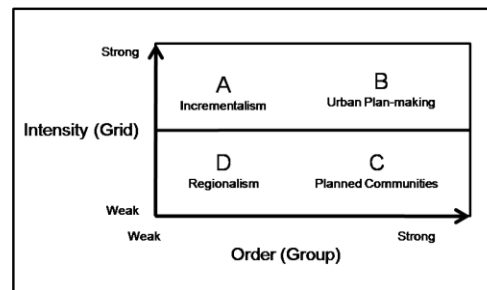 Strong
A
B
Incrementalism
Urban Plan-making
Intensity (Grid)
D
C
Regionalism
Planned Communities
Weak
Weak
Strong
Order (Group)